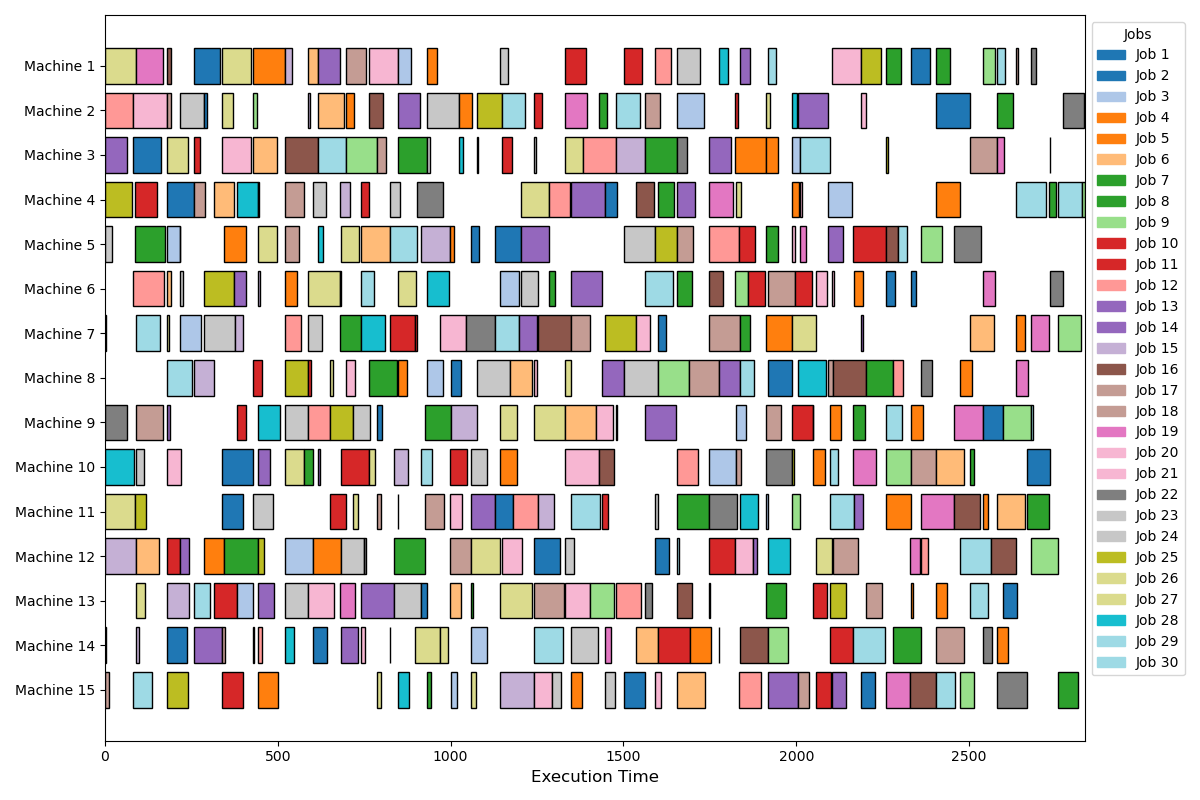 Machine 1
Machine 2
Machine 3
Machine 4
Machine 5
Machine 6
Machine 7
Machine 8
Machine 9
Machine 10
Machine 11
Machine 12
Machine 13
Machine 14
Machine 15
0 500 1000 1500 2000 2500
Execution Time
Jobs
Job 1
Job 2
Job 3
Job 4
Job 5
Job 6
Job 7
Job 8
Job 9
Job 10
Job 11
Job 12
Job 13
Job 14
Job 15
Job 16
Job 17
Job 18
Job 19
Job 20
Job 21
Job 22
Job 23
Job 24
Job 25
Job 26
Job 27
Job 28
Job 29
Job 30